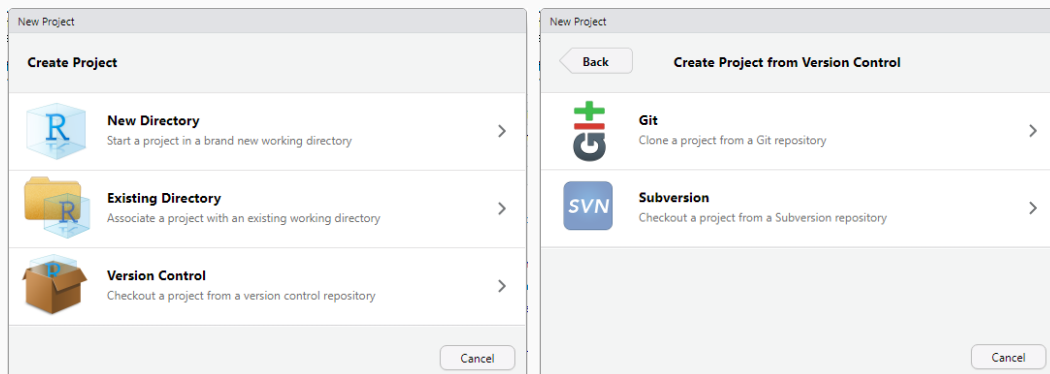 New Project
Create Project
R
New Directory
Start a project in a brand new working directory
R
Existing Directory
Associate a project with an existing working directory
Version Control
Checkout a project from a version control repository
Cancel
New Project
Back
Create Project from Version Control
Git
Git
Clone a project from a Git repository
SVN
Subversion
Checkout a project from a Subversion repository
Cancel